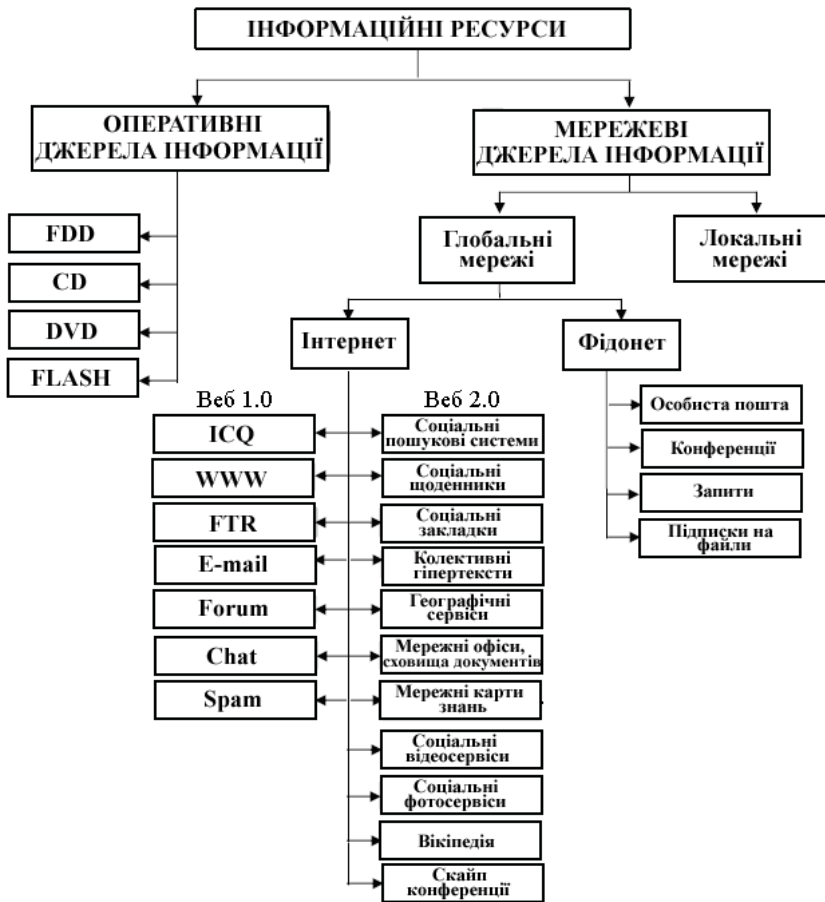 ІНФОРМАЦІЙНІ РЕСУРСИ
ОПЕРАТИВНІ
ДЖЕРЕЛА ІНФОРМАЦІЇ
МЕРЕЖЕВІ
ДЖЕРЕЛА ІНФОРМАЦІЇ
FDD
CD
DVD
FLASH
Глобальні
мережі
Локальні
мережі
Інтернет
Фідонет
Веб 1.0
ICQ
WWW
FTR
E-mail
Forum
Chat
Spam
Веб 2.0
Соціальні
пошукові системи
Соціальні
щоденники
Соціальні
закладки
Колективні
гіпертексти
Географічні
сервіси
Мережні офіси,
сховища документів
Мережні карти
знань
Соціальні
відеосервіси
Соціальні
фотосервіси
Вікіпедія
Скайп
конференції
Особиста пошта
Конференції
Запити
Підписки на
файли